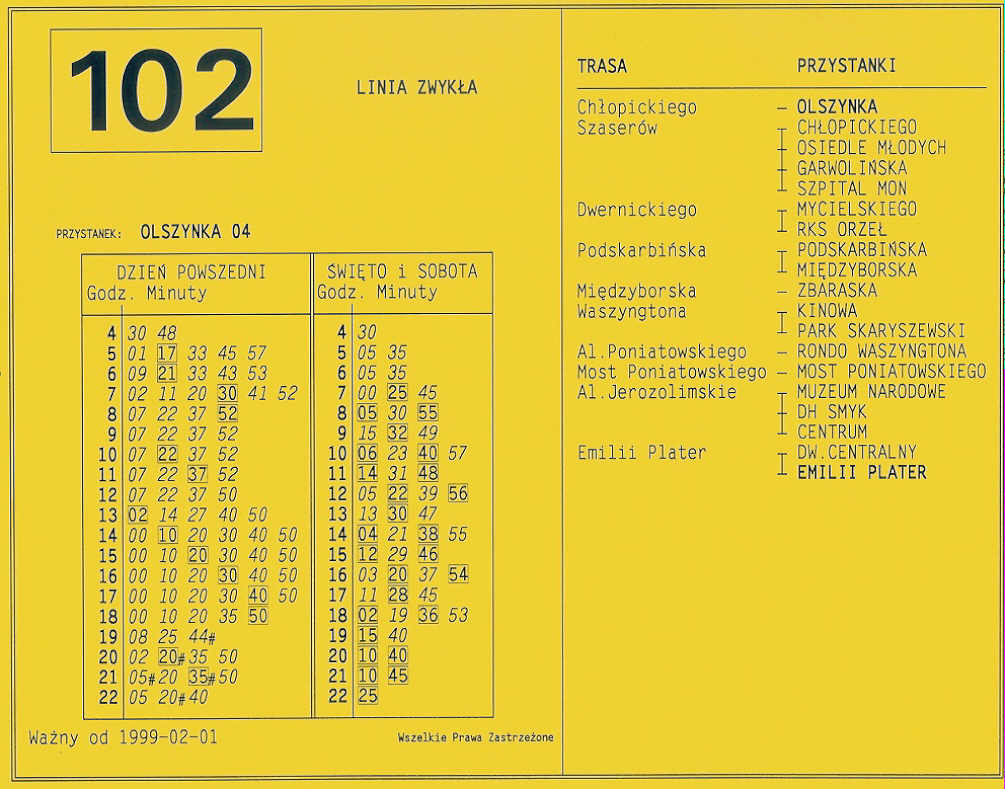 102
LINIA ZWYKŁA
PRZYSTANEK: OLSZYNKA 04
DZIEŃ POWSZEDNI
Godz. Minuty
4 30 48
5 01 17 33 45 57
6 09 21 33 43 53
7 02 11 20 30 41 52
8 07 22 37 52
9 07 22 37 52
10 07 22 37 52
11 07 22 37 52
12 07 22 37 50
13 02 14 27 40 50
14 00 10 20 30 40 50
15 00 10 20 30 40 50
16 00 10 20 30 40 50
17 00 10 20 30 40 50
18 00 10 20 35 50
19 08 25 44#
20 02 20# 35 50
21 05# 20 35# 50
22 05 20# 40
SWIĘTO i SOBOTA
Godz. Minuty
4 30
5 05 35
6 05 35
7 00 25 45
8 05 30 55
9 15 32 49
10 06 23 40 57
11 14 31 48
12 05 22 39 56
13 13 30 47
14 04 21 38 55
15 12 29 46
16 03 20 37 54
17 11 28 45
18 02 19 36 53
19 15 40
20 10 40
21 10 45
22 25
Ważny od 1999-02-01
Wszelkie Prawa Zastrzeżone
TRASA PRZYSTANKI
Chłopickiego – OLSZYNKA
Szaserów CHŁOPICKIEGO
OSIEDLE MŁODYCH
GARWOLIŃSKA
SZPITAL MON
Dwernickiego MYCIELSKIEGO
RKS ORZEŁ
Podskarbińska PODSKARBIŃSKA
MIĘDZYBORSKA
Międzyborska – ZBARASKA
Waszyngtona KINOWA
PARK SKARYSZEWSKI
Al.Poniatowskiego – RONDO WASZYNGTONA
Most Poniatowskiego – MOST PONIATOWSKIEGO
Al.Jerozolimskie MUZEUM NARODOWE
DH SMYK
CENTRUM
Emilii Plater DW.CENTRALNY
EMILII PLATER